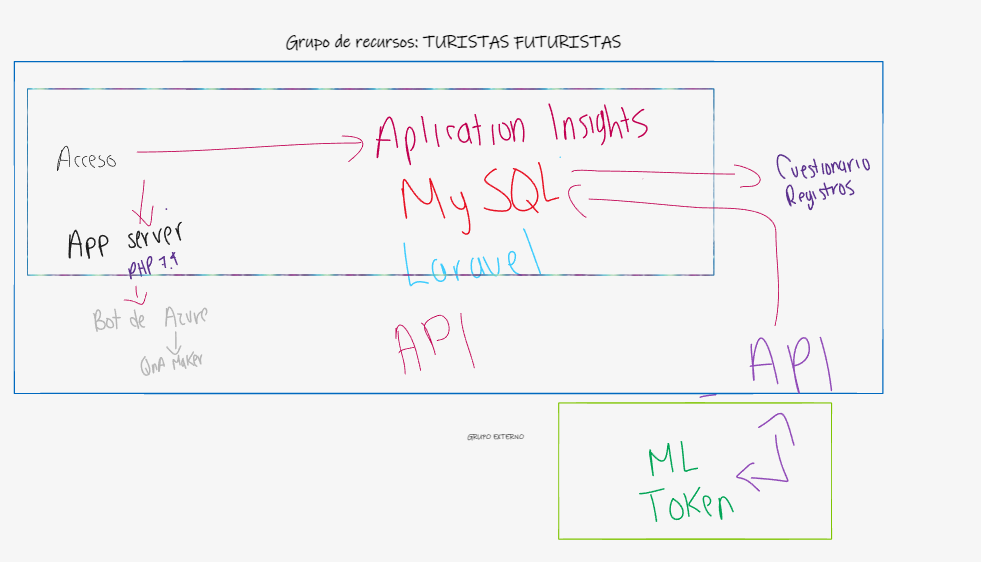 Grupo de recursos: TURISTAS FUTURISTAS
Acceso
Aplication Insights
MySQL
Cuestionario
Registros
App server
PHP 7.4
Laravel
Bot de Azure
QnA Maker
API
API
GRUPO EXTERNO
ML
Token